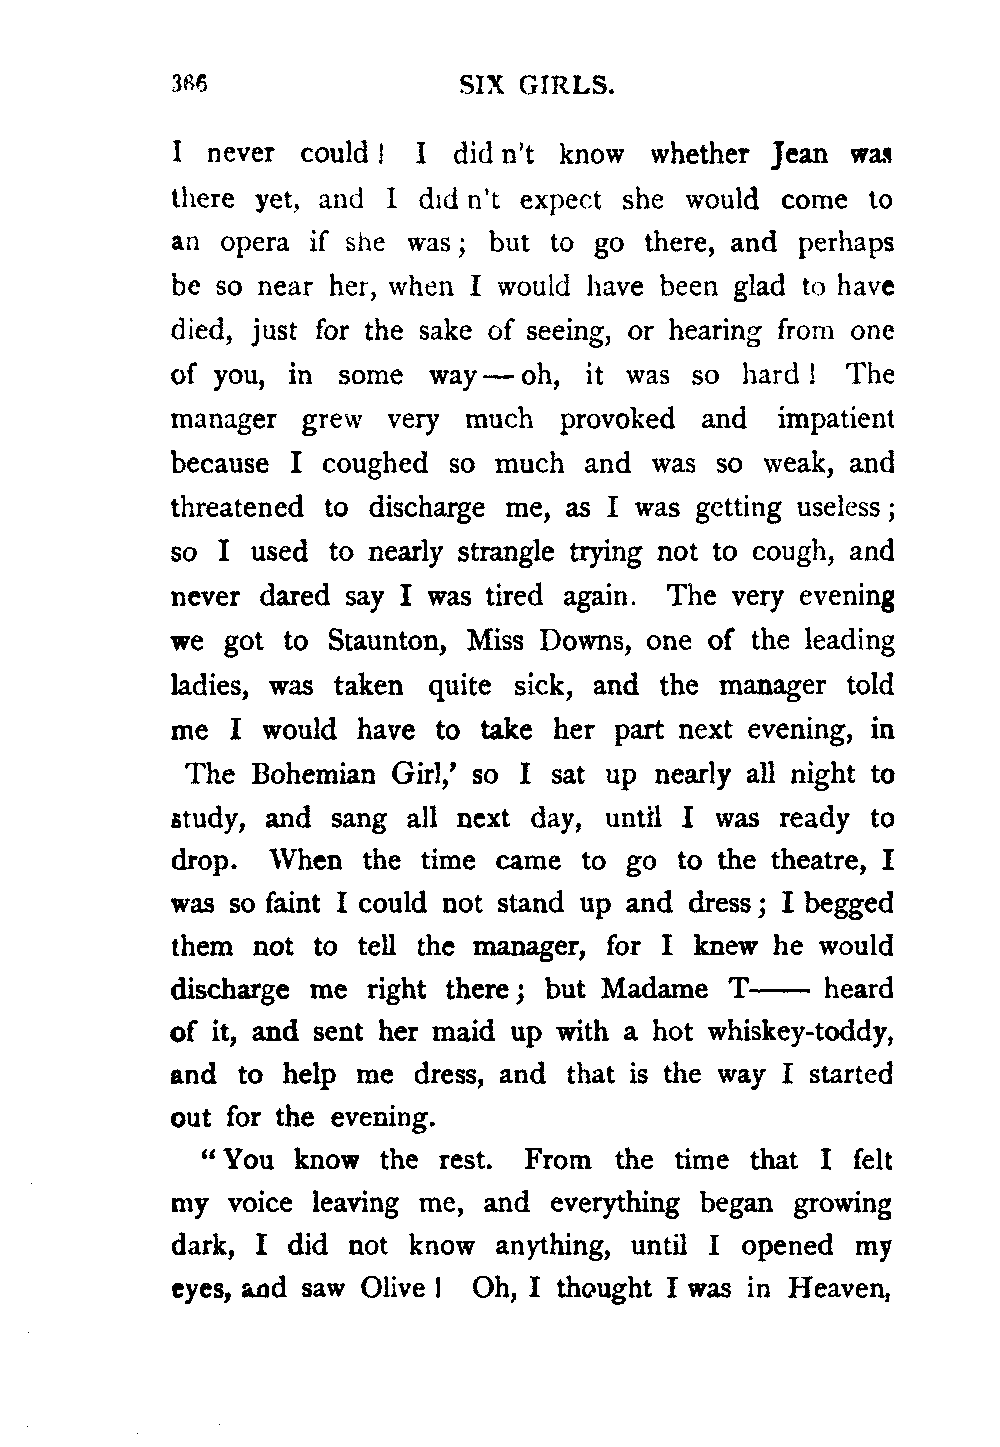 366 SIX GIRLS.
I never could! I did n't know whether Jean was
there yet, and I did n't expect she would come to
an opera if she was; but to go there, and perhaps
be so near her, when I would have been glad to have
died, just for the sake of seeing, or hearing from one
of you, in some way — oh, it was so hard! The
manager grew very much provoked and impatient
because I coughed so much and was so weak, and
threatened to discharge me, as I was getting useless;
so I used to nearly strangle trying not to cough, and
never dared say I was tired again. The very evening
we got to Staunton, Miss Downs, one of the leading
ladies, was taken quite sick, and the manager told
me I would have to take her part next evening, in
The Bohemian Girl,' so I sat up nearly all night to
study, and sang all next day, until I was ready to
drop. When the time came to go to the theatre, I
was so faint I could not stand up and dress; I begged
them not to tell the manager, for I knew he would
discharge me right there; but Madame T—— heard
of it, and sent her maid up with a hot whiskey-toddy,
and to help me dress, and that is the way I started
out for the evening.
"You know the rest. From the time that I felt
my voice leaving me, and everything began growing
dark, I did not know anything, until I opened my
eyes, and saw Olive! Oh, I thought I was in Heaven,